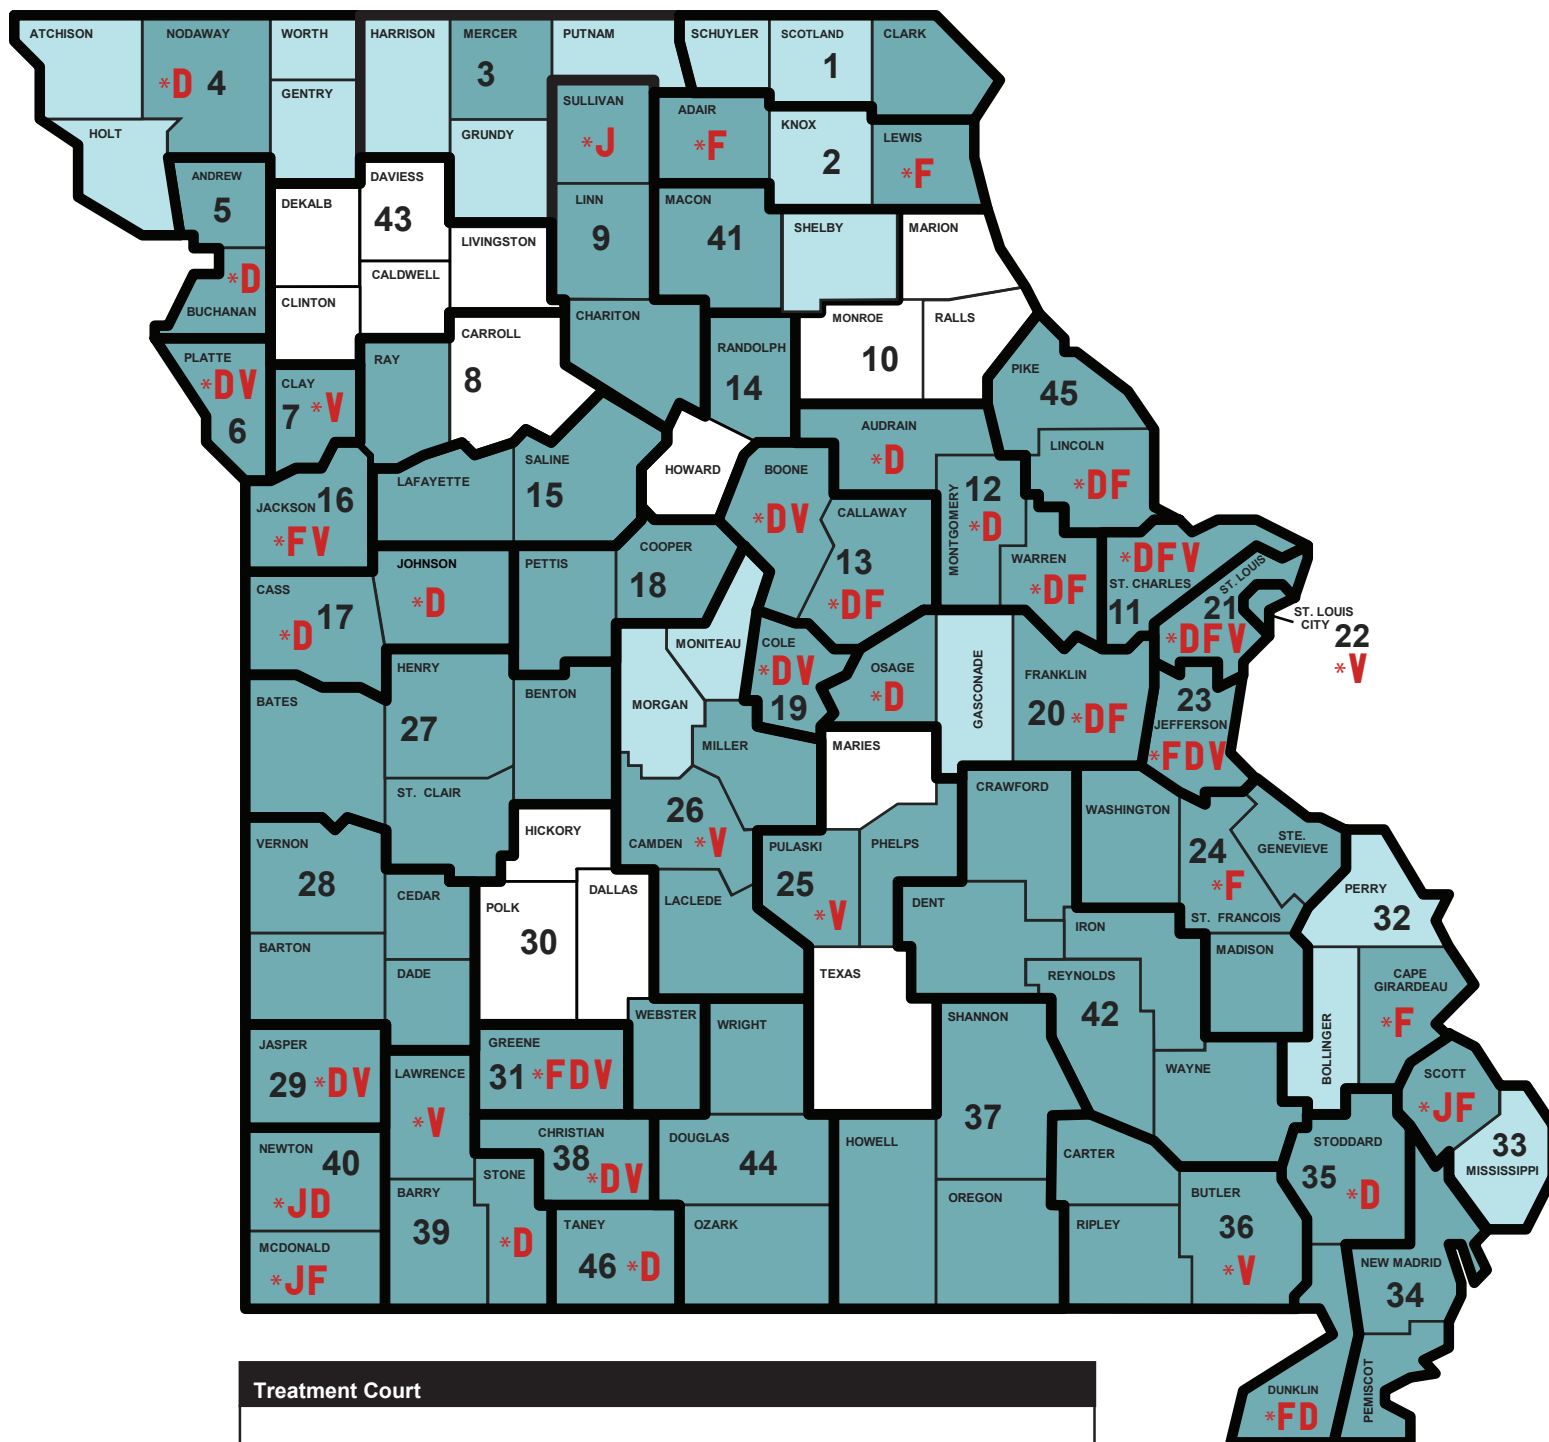 ATCHISON
NODAWAY
*D 4
WORTH
GENTRY
HOLT
HARRISON
MERCER
3
GRUNDY
PUTNAM
SULLIVAN
*J
SCHUYLER
SCOTLAND
1
CLARK
ADAIR
*F
KNOX
2
LEWIS
*F
ANDREW
5
DEKALB
DAVIESS
43
CALDWELL
CLINTON
LIVINGSTON
LINN
9
MACON
41
SHELBY
MARION
*D
BUCHANAN
CHARITON
CARROLL
8
RANDOLPH
14
MONROE
10
RALLS
PIKE
45
PLATTE
*DV
6
CLAY
7 *V
RAY
AUDRAIN
*D
LINCOLN
*DF
JACKSON 16
*FV
LAFAYETTE
SALINE
15
HOWARD
BOONE
*DV
CALLAWAY
13
*DF
MONTGOMERY
12
*D
WARREN
*DF
*DFV
ST. CHARLES
11
ST. LOUIS
21
*DFV
ST. LOUIS
CITY
22
*V
CASS
*D 17
JOHNSON
*D
PETTIS
COOPER
18
MONITEAU
MORGAN
COLE
*DV
19
OSAGE
*D
GASCONADE
FRANKLIN
20 *DF
23
JEFFERSON
*FDV
BATES
HENRY
27
BENTON
ST. CLAIR
MILLER
26
CAMDEN *V
MARIES
CRAWFORD
WASHINGTON
STE.
GENEVIEVE
24
*F
ST. FRANCOIS
VERNON
28
HICKORY
PULASKI
25
*V
PHELPS
PERRY
32
CEDAR
POLK
30
DALLAS
LACLEDE
DENT
IRON
MADISON
BARTON
DADE
TEXAS
REYNOLDS
42
BOLLINGER
CAPE
GIRARDEAU
*F
JASPER
29 *DV
LAWRENCE
*V
GREENE
31 *FDV
WEBSTER
WRIGHT
SHANNON
37
WAYNE
SCOTT
*JF
33
MISSISSIPPI
NEWTON
40
*JD
CHRISTIAN
38
*DV
DOUGLAS
44
HOWELL
CARTER
STODDARD
35
*D
MCDONALD
*JF
BARRY
39
STONE
*D
TANEY
46 *D
OZARK
OREGON
RIPLEY
BUTLER
36
*V
NEW MADRID
34
DUNKLIN
*FD
PEMISCOT
Treatment Court